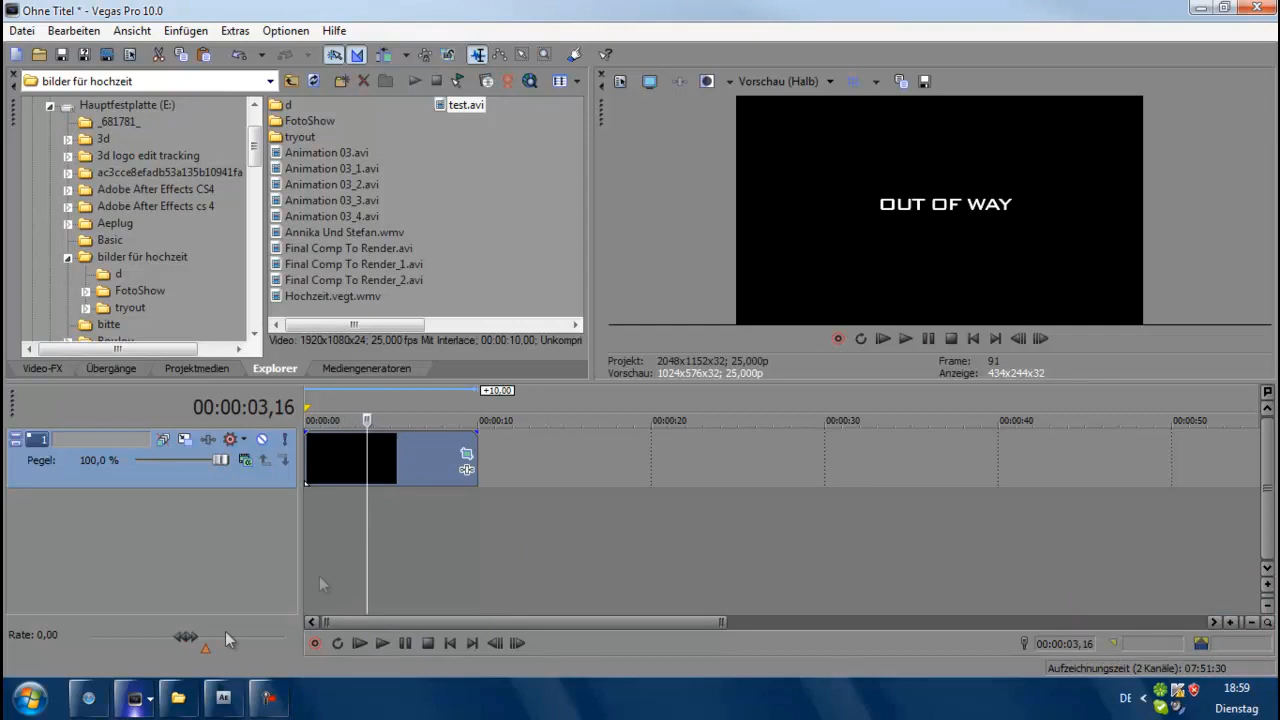 Ohne Titel * - Vegas Pro 10.0
Datei Bearbeiten Ansicht Einfügen Extras Optionen Hilfe
bilder für hochzeit
Vorschau (Halb)
Hauptfestplatte (E:)
_681781_
3d
3d logo edit tracking
ac3cce8efadb53a135b10941fa
Adobe After Effects CS4
Adobe After Effects cs 4
Aeplug
Basic
bilder für hochzeit
d
FotoShow
tryout
bitte
d
FotoShow
tryout
Animation 03.avi
Animation 03_1.avi
Animation 03_2.avi
Animation 03_3.avi
Animation 03_4.avi
Annika Und Stefan.wmv
Final Comp To Render.avi
Final Comp To Render_1.avi
Final Comp To Render_2.avi
Hochzeit.vegt.wmv
test.avi
Video: 1920x1080x24; 25,000 fps Mit Interlace; 00:00:10,00; Unkompri
OUT OF WAY
Video-FX Übergänge Projektmedien Explorer Mediengeneratoren
Projekt: 2048x1152x32; 25,000p
Vorschau: 1024x576x32; 25,000p
Frame: 91
Anzeige: 434x244x32
00:00:03,16
+10,00
00:00:00 00:00:10 00:00:20 00:00:30 00:00:40 00:00:50
1
Pegel: 100,0 %
Rate: 0,00
00:00:03,16
Aufzeichnungszeit (2 Kanäle): 07:51:30
AE
DE
18:59
Dienstag